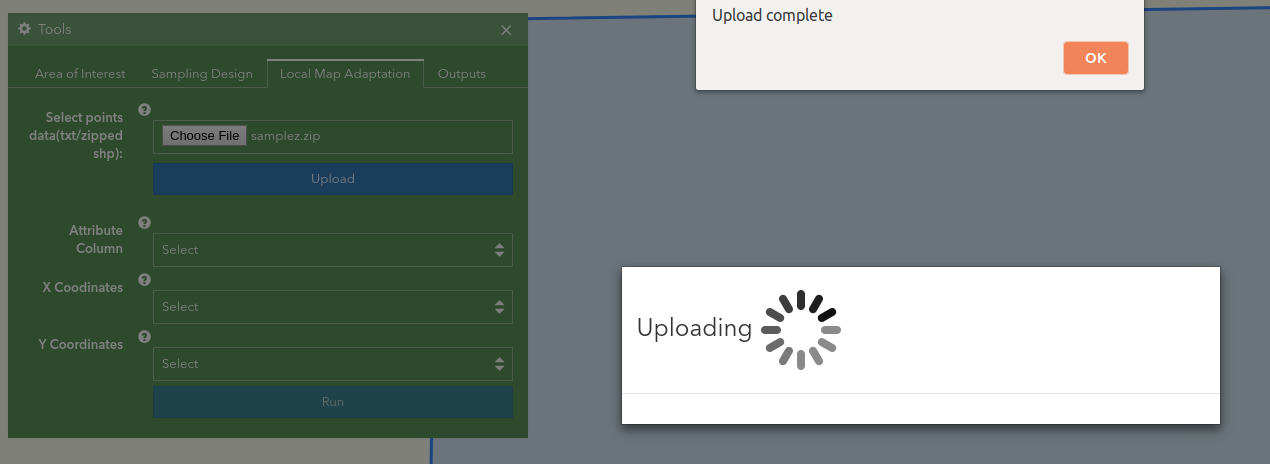 Upload complete
OK
Tools
Area of Interest
Sampling Design
Local Map Adaptation
Outputs
Select points
data(txt/zipped
shp):
Choose File samplez.zip
Upload
Attribute
Column
Select
X Coodinates
Select
Y Coordinates
Select
Run
Uploading